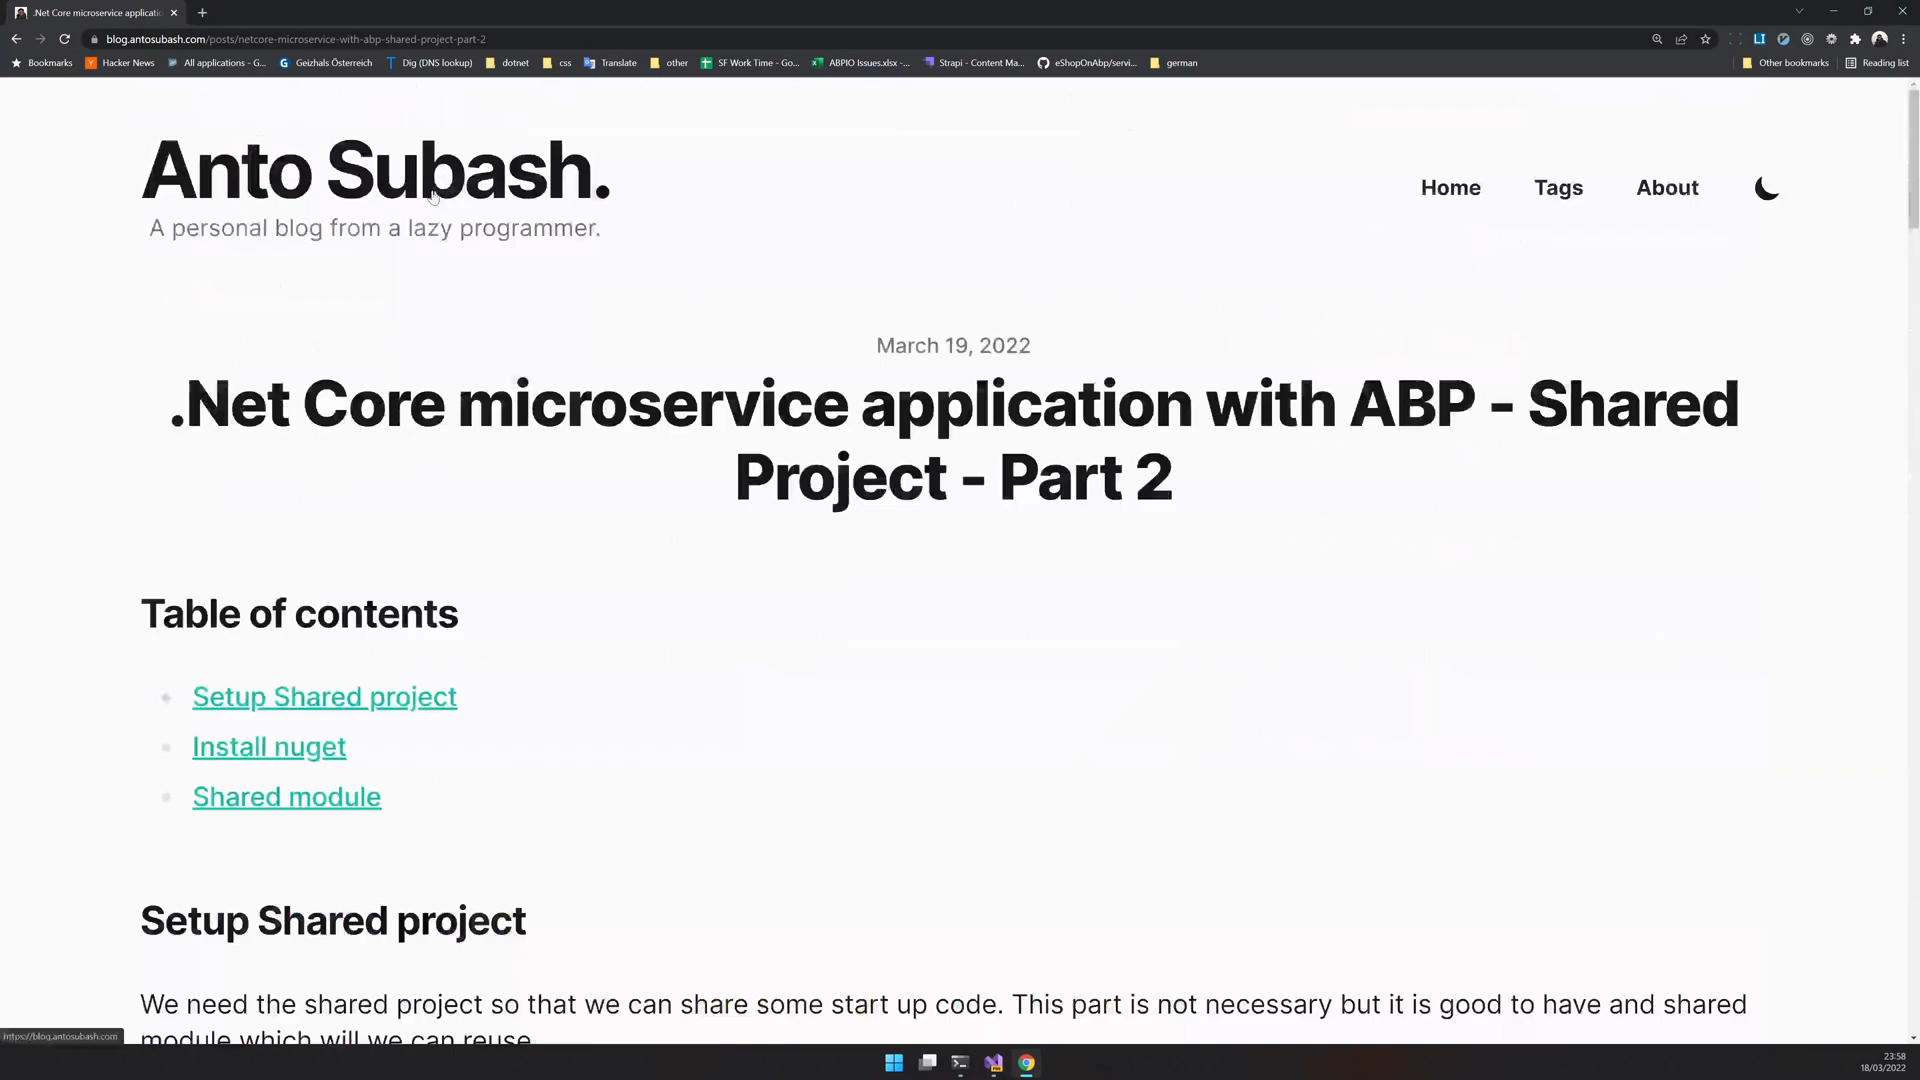 .Net Core microservice applicatio
blog.antosubash.com/posts/netcore-microservice-with-abp-shared-project-part-2
Bookmarks Hacker News All applications - G... Geizhals Österreich Dig (DNS lookup) dotnet css Translate other SF Work Time - Go... ABPIO Issues.xlsx -... Strapi - Content Ma... eShopOnAbp/servi... german Other bookmarks Reading list
Anto Subash.
A personal blog from a lazy programmer.
Home Tags About
March 19, 2022
.Net Core microservice application with ABP - Shared
Project - Part 2
Table of contents
Setup Shared project
Install nuget
Shared module
Setup Shared project
We need the shared project so that we can share some start up code. This part is not necessary but it is good to have and shared
module which will we can reuse.
https://blog.antosubash.com
23:58
18/03/2022